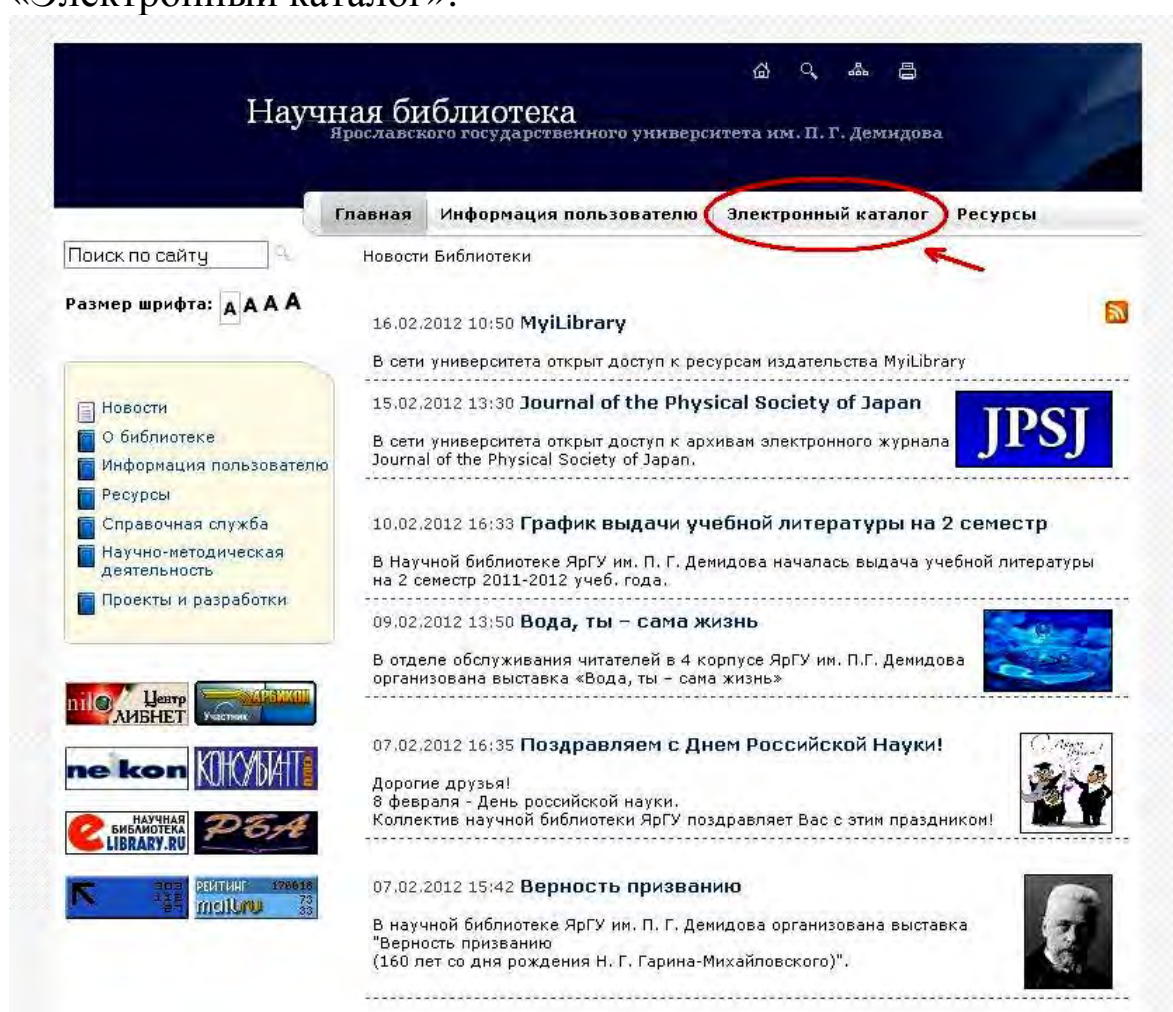 «Электронный каталог»:
Научная библиотека
Ярославского государственного университета им. П. Г. Демидова
Главная Информация пользователю Электронный каталог Ресурсы
Поиск по сайту
Новости Библиотеки
Размер шрифта: А А А А
16.02.2012 10:50 MyiLibrary
В сети университета открыт доступ к ресурсам издательства MyiLibrary
Новости
О библиотеке
Информация пользователю
Ресурсы
Справочная служба
Научно-методическая
деятельность
Проекты и разработки
15.02.2012 13:30 Journal of the Physical Society of Japan
JPSJ
В сети университета открыт доступ к архивам электронного журнала
Journal of the Physical Society of Japan.
10.02.2012 16:33 График выдачи учебной литературы на 2 семестр
В Научной библиотеке ЯрГУ им. П. Г. Демидова началась выдача учебной литературы
на 2 семестр 2011-2012 учеб. года.
09.02.2012 13:50 Вода, ты – сама жизнь
В отделе обслуживания читателей в 4 корпусе ЯрГУ им. П.Г. Демидова
организована выставка «Вода, ты – сама жизнь»
07.02.2012 16:35 Поздравляем с Днем Российской Науки!
Дорогие друзья!
8 февраля - День российской науки.
Коллектив научной библиотеки ЯрГУ поздравляет Вас с этим праздником!
07.02.2012 15:42 Верность призванию
В научной библиотеке ЯрГУ им. П. Г. Демидова организована выставка
"Верность призванию
(160 лет со дня рождения Н. Г. Гарина-Михайловского)".
nilc Центр
ЛИБНЕТ
АРБИКОН
Участник
neikon
КОНСУЛЬТАНТ
НАУЧНАЯ
БИБЛИОТЕКА
LIBRARY.RU
РБА
РЕЙТИНГ
mail.ru
73
33